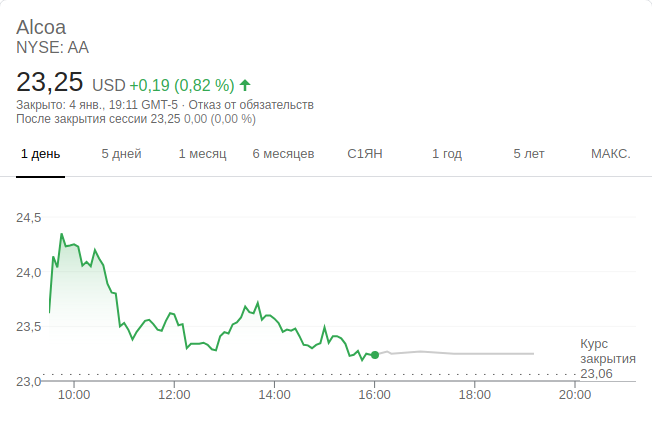 Alcoa
NYSE: AA
23,25 USD +0,19 (0,82 %)
Закрыто: 4 янв., 19:11 GMT-5 · Отказ от обязательств
После закрытия сессии 23,25 0,00 (0,00 %)
1 день 5 дней 1 месяц 6 месяцев С1ЯН 1 год 5 лет МАКС.
24,5
24,0
23,5
Курс
закрытия
23,06
23,0
10:00 12:00 14:00 16:00 18:00 20:00